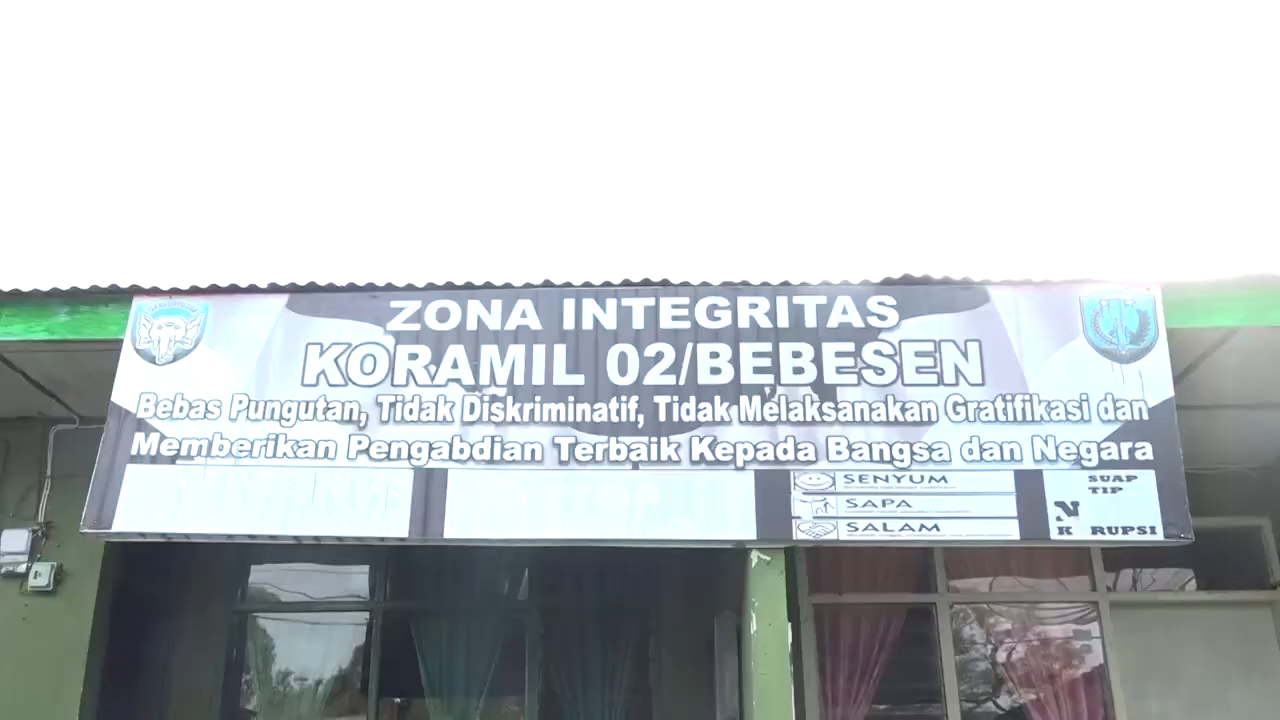 ZONA INTEGRITAS
KORAMIL 02/BEBESEN
Bebas Pungutan, Tidak Diskriminatif, Tidak Melaksanakan Gratifikasi dan
Memberikan Pengabdian Terbaik Kepada Bangsa dan Negara
SENYUM
SAPA
SALAM
SUAP
TIP
N
K RUPSI